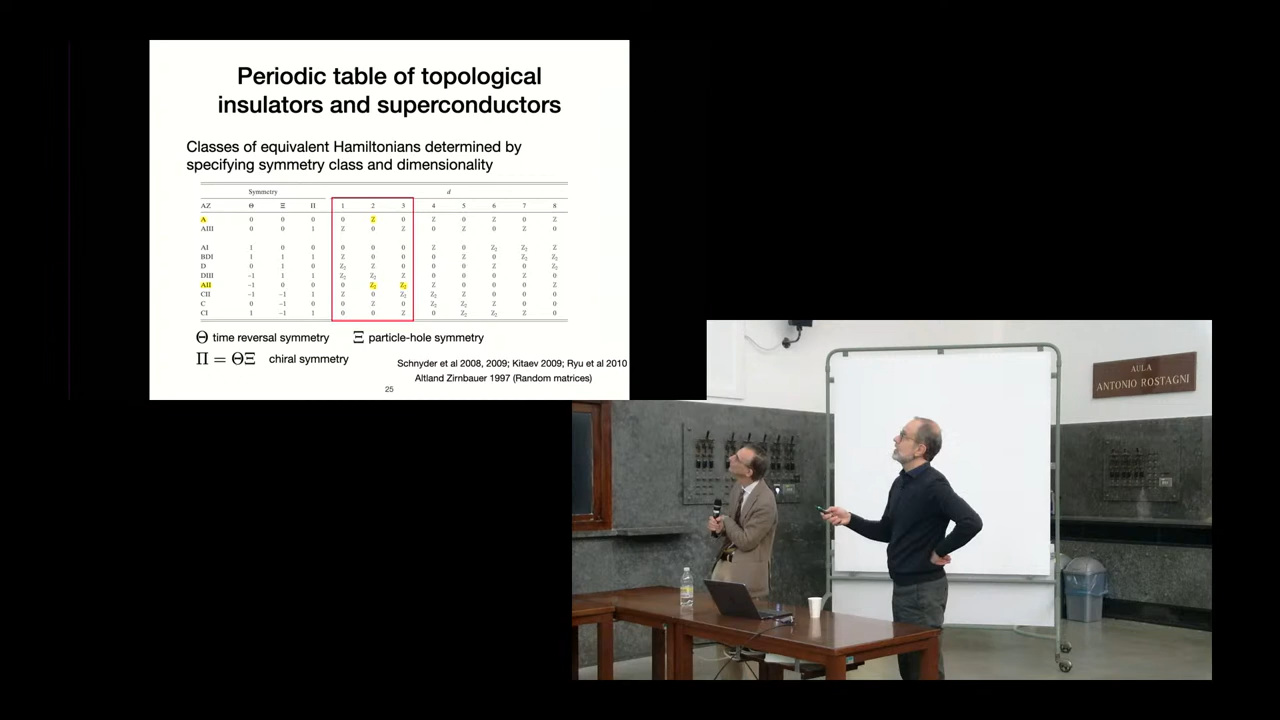 Periodic table of topological
insulators and superconductors
Classes of equivalent Hamiltonians determined by
specifying symmetry class and dimensionality
Symmetry d
AZ Θ Ξ Π 1 2 3 4 5 6 7 8
A 0 0 0 0 ℤ 0 ℤ 0 ℤ 0 ℤ
AIII 0 0 1 ℤ 0 ℤ 0 ℤ 0 ℤ 0
AI 1 0 0 0 0 0 ℤ 0 ℤ₂ ℤ₂ ℤ
BDI 1 1 1 ℤ 0 0 0 ℤ 0 ℤ₂ ℤ₂
D 0 1 0 ℤ₂ ℤ 0 0 0 ℤ 0 ℤ₂
DIII −1 1 1 ℤ₂ ℤ₂ ℤ 0 0 0 ℤ 0
AII −1 0 0 0 ℤ₂ ℤ₂ ℤ 0 0 0 ℤ
CII −1 −1 1 ℤ 0 ℤ₂ ℤ₂ ℤ 0 0 0
C 0 −1 0 0 ℤ 0 ℤ₂ ℤ₂ ℤ 0 0
CI 1 −1 1 0 0 ℤ 0 ℤ₂ ℤ₂ ℤ 0
Θ time reversal symmetry Ξ particle-hole symmetry
Π = ΘΞ chiral symmetry
Schnyder et al 2008, 2009; Kitaev 2009; Ryu et al 2010
Altland Zirnbauer 1997 (Random matrices)
25
AULA
ANTONIO ROSTAGNI